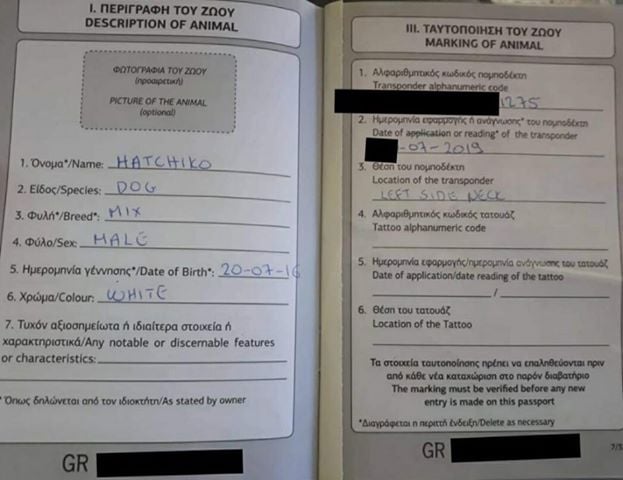 Ι. ΠΕΡΙΓΡΑΦΗ ΤΟΥ ΖΩΟΥ
DESCRIPTION OF ANIMAL
ΦΩΤΟΓΡΑΦΙΑ ΤΟΥ ΖΩΟΥ
(προαιρετική)
PICTURE OF THE ANIMAL
(optional)
1. Όνομα*/Name: HATCHIKO
2. Είδος/Species: DOG
3. Φυλή*/Breed*: MIX
4. Φύλο/Sex: MALE
5. Ημερομηνία γέννησης*/Date of Birth*: 20-07-16
6. Χρώμα/Colour: WHITE
7. Τυχόν αξιοσημείωτα ή ιδιαίτερα στοιχεία ή
χαρακτηριστικά/Any notable or discernable features
or characteristics:
*Όπως δηλώνεται από τον ιδιοκτήτη/As stated by owner
GR
III. ΤΑΥΤΟΠΟΙΗΣΗ ΤΟΥ ΖΩΟΥ
MARKING OF ANIMAL
1. Αλφαριθμητικός κωδικός πομποδέκτη
Transponder alphanumeric code
1275
2. Ημερομηνία εφαρμογής ή ανάγνωσης* του πομποδέκτη
Date of application or reading* of the transponder
-07-2019
3. Θέση του πομποδέκτη
Location of the transponder
LEFT SIDE NECK
4. Αλφαριθμητικός κωδικός τατουάζ
Tattoo alphanumeric code
5. Ημερομηνία εφαρμογής/ημερομηνία ανάγνωσης του τατουάζ
Date of application/date reading of the tattoo
/
6. Θέση του τατουάζ
Location of the Tattoo
Τα στοιχεία ταυτοποίησης πρέπει να επαληθεύονται πριν
από κάθε νέα καταχώριση στο παρόν διαβατήριο
The marking must be verified before any new
entry is made on this passport
*Διαγράφεται η περιττή ένδειξη/Delete as necessary
GR